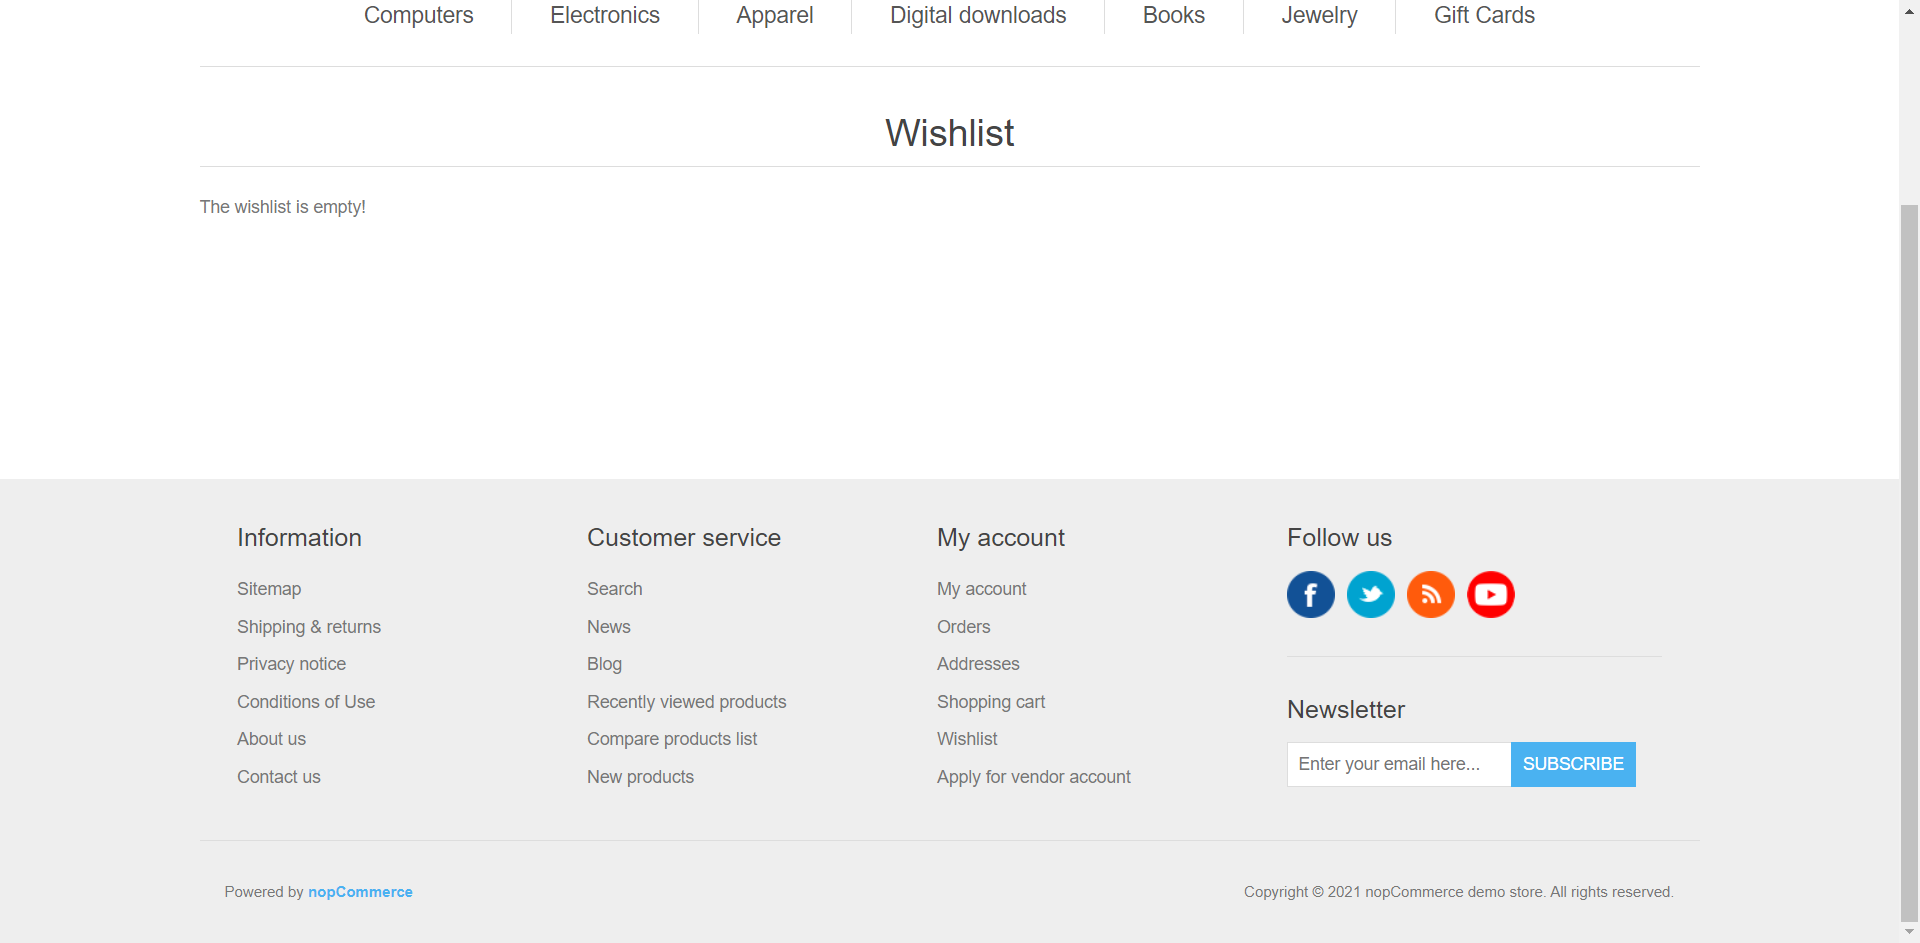 Computers Electronics Apparel Digital downloads Books Jewelry Gift Cards
Wishlist
The wishlist is empty!
Information
Sitemap
Shipping & returns
Privacy notice
Conditions of Use
About us
Contact us
Customer service
Search
News
Blog
Recently viewed products
Compare products list
New products
My account
My account
Orders
Addresses
Shopping cart
Wishlist
Apply for vendor account
Follow us
Newsletter
Enter your email here... SUBSCRIBE
Powered by nopCommerce
Copyright © 2021 nopCommerce demo store. All rights reserved.